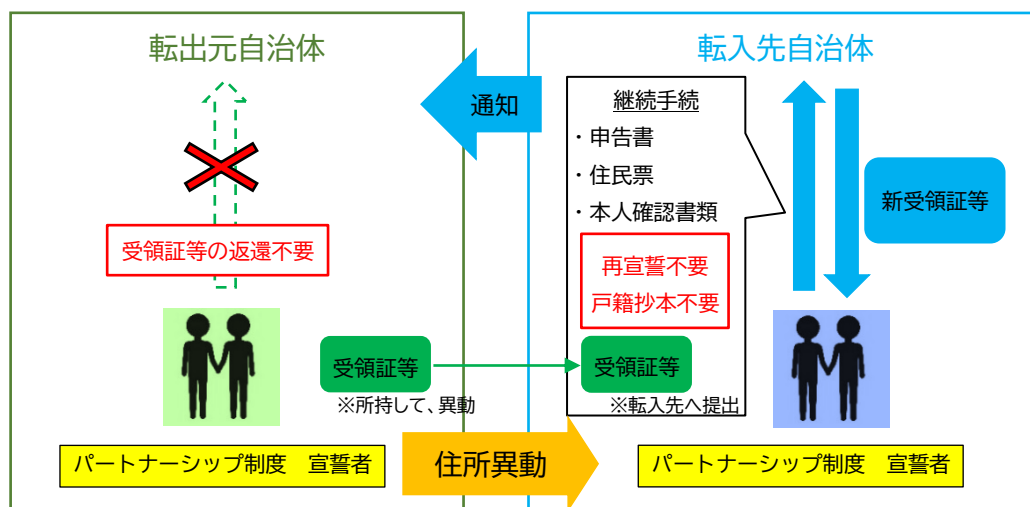 転出元自治体
受領証等の返還不要
受領証等
※所持して、異動
パートナーシップ制度　宣誓者
通知
住所異動
転入先自治体
継続手続
・申告書
・住民票
・本人確認書類
再宣誓不要
戸籍抄本不要
受領証等
※転入先へ提出
新受領証等
パートナーシップ制度　宣誓者